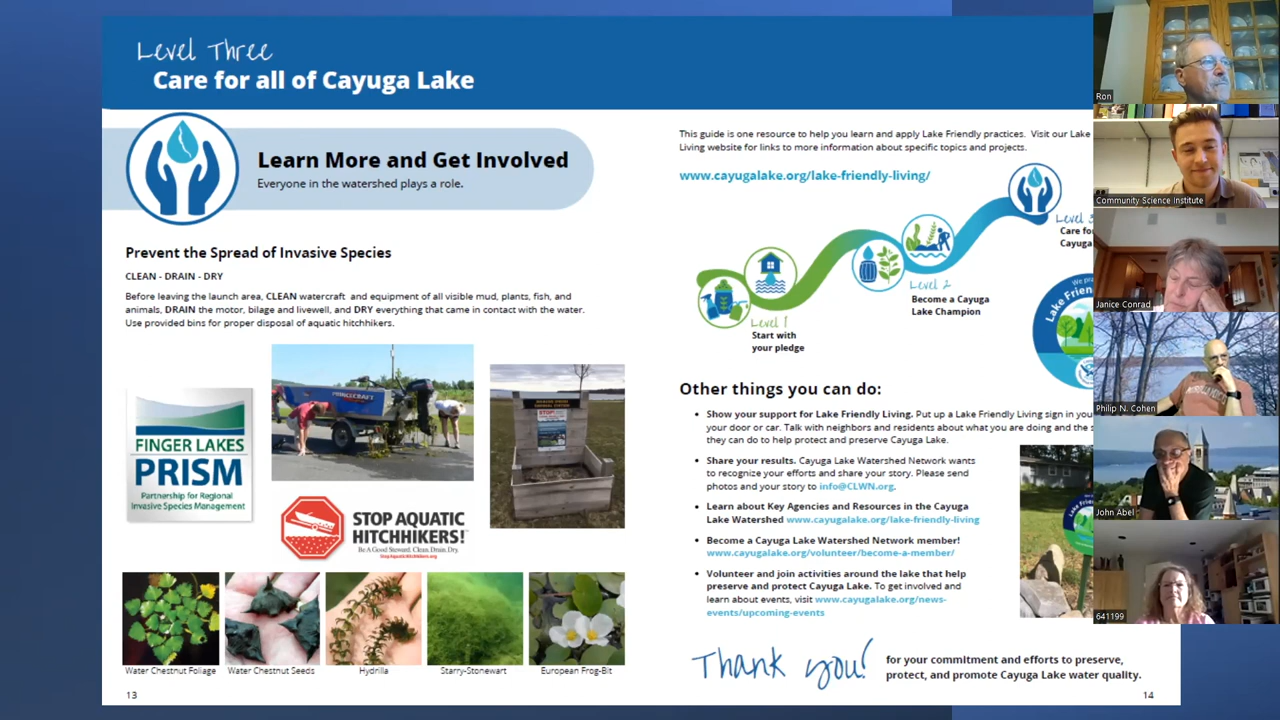 Level Three
Care for all of Cayuga Lake
Learn More and Get Involved
Everyone in the watershed plays a role.
Prevent the Spread of Invasive Species
CLEAN - DRAIN - DRY
Before leaving the launch area, CLEAN watercraft and equipment of all visible mud, plants, fish, and
animals, DRAIN the motor, bilage and livewell, and DRY everything that came in contact with the water.
Use provided bins for proper disposal of aquatic hitchhikers.
FINGER LAKES
PRISM
Partnership for Regional
Invasive Species Management
PRINCECRAFT
STOP
STOP AQUATIC
HITCHHIKERS!
Be A Good Steward. Clean. Drain. Dry.
StopAquaticHitchhikers.org
Water Chestnut Foliage
Water Chestnut Seeds
Hydrilla
Starry-Stonewart
European Frog-Bit
13
This guide is one resource to help you learn and apply Lake Friendly practices. Visit our Lake
Living website for links to more information about specific topics and projects.
www.cayugalake.org/lake-friendly-living/
Level 1
Start with
your pledge
Level 2
Become a Cayuga
Lake Champion
Level 3
Care for
Cayuga
We pr
Lake Frien
Other things you can do:
• Show your support for Lake Friendly Living. Put up a Lake Friendly Living sign in you
your door or car. Talk with neighbors and residents about what you are doing and the s
they can do to help protect and preserve Cayuga Lake.
• Share your results. Cayuga Lake Watershed Network wants
to recognize your efforts and share your story. Please send
photos and your story to info@CLWN.org.
• Learn about Key Agencies and Resources in the Cayuga
Lake Watershed www.cayugalake.org/lake-friendly-living
• Become a Cayuga Lake Watershed Network member!
www.cayugalake.org/volunteer/become-a-member/
• Volunteer and join activities around the lake that help
preserve and protect Cayuga Lake. To get involved and
learn about events, visit www.cayugalake.org/news-
events/upcoming-events
Thank you!
for your commitment and efforts to preserve,
protect, and promote Cayuga Lake water quality.
14
Ron
Community Science Institute
Janice Conrad
Philip N. Cohen
John Abel
641199